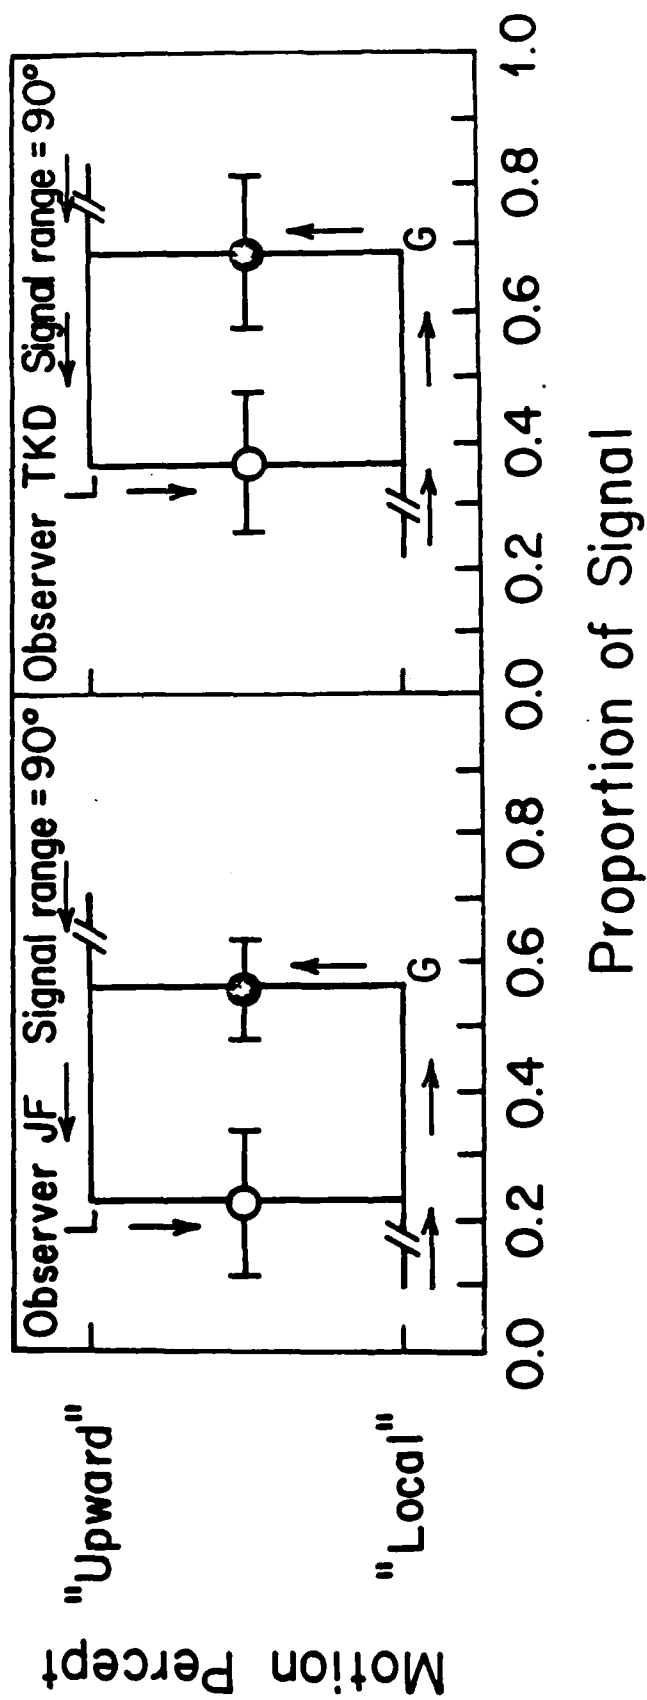 Observer JF Signal range = 90°
Observer TKD Signal range = 90°
"Upward"
"Local"
Motion Percept
L
G
L
G
0.0 0.2 0.4 0.6 0.8 0.0 0.2 0.4 0.6 0.8 1.0
Proportion of Signal